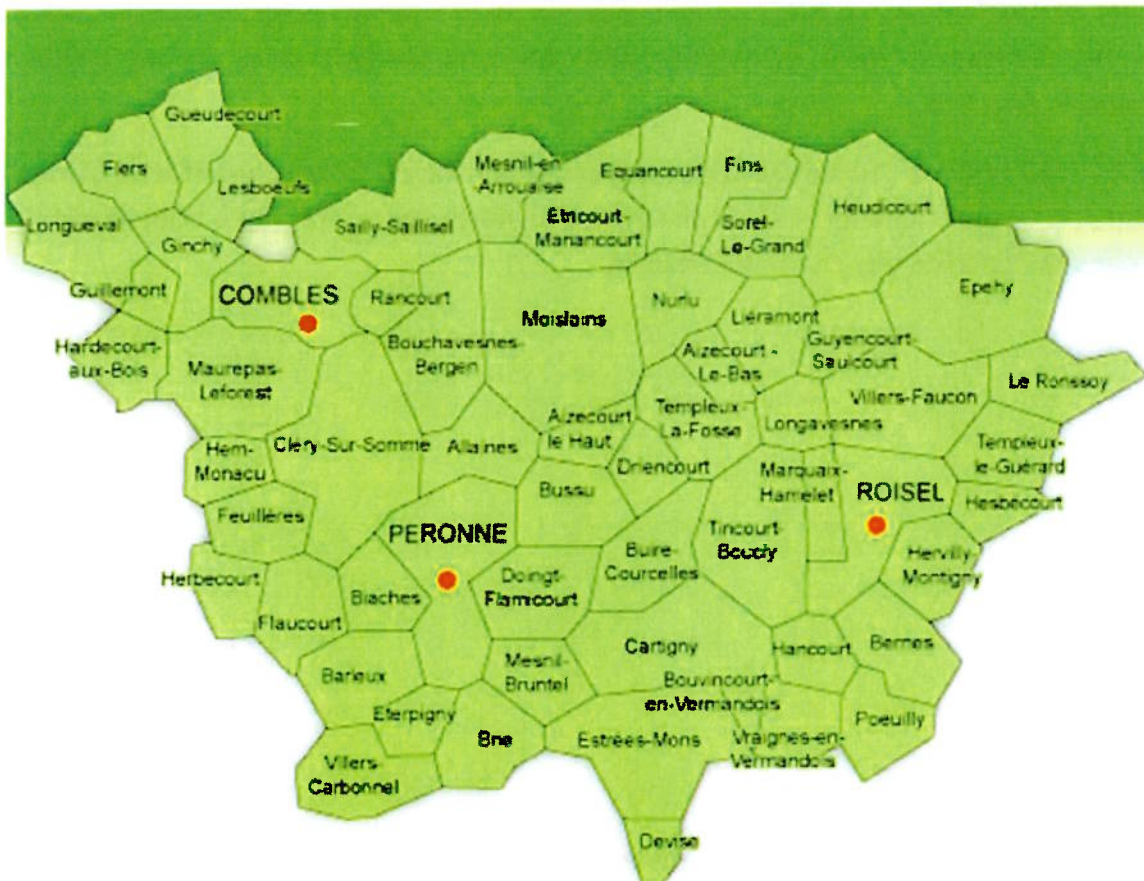 Gueudecourt
Flers
Lesboeufs
Longueval
Ginchy
Guillemont
Sailly-Saillisel
Mesnil-en
Arrouaise
Equancourt
Fins
Etricourt-
Manancourt
Sorel-
Le-Grand
Heudicourt
COMBLES
Rancourt
Moislains
Nurlu
Liéramont
Epehy
Hardecourt-
aux-Bois
Maurepas-
Leforest
Bouchavesnes-
Bergen
Aizecourt-
Le-Bas
Guyencourt-
Saulcourt
Le Ronssoy
Villers-Faucon
Hem-
Monacu
Clery-Sur-Somme
Allaines
Aizecourt
le Haut
Templeux-
La-Fosse
Longavesnes
Templeux-
le-Guérard
Driencourt
Marquaix-
Hamelet
ROISEL
Hesbécourt
Feuillères
Bussu
PERONNE
Tincourt-
Boucly
Buire-
Courcelles
Hervilly-
Montigny
Herbecourt
Biaches
Doingt-
Flamicourt
Flaucourt
Cartigny
Hancourt
Bernes
Barleux
Mesnil-
Bruntel
Bouvincourt-
en-Vermandois
Eterpigny
Brie
Estrées-Mons
Vraignes-en-
Vermandois
Poeuilly
Villers-
Carbonnel
Devise